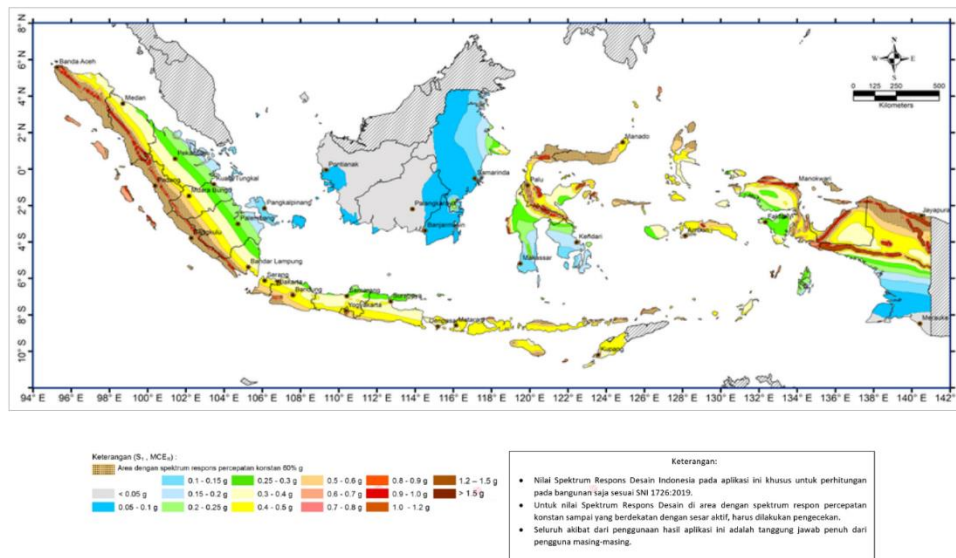 8° N
6° N
4° N
2° N
0°
2° S
4° S
6° S
8° S
10° S
Banda Aceh
Medan
Pekanbaru
Kuala Tungkal
Padang
Muara Bungo
Pangkalpinang
Palembang
Bengkulu
Bandar Lampung
Serang
Jakarta
Bandung
Semarang
Surabaya
Yogyakarta
Mataram
Kupang
Pontianak
Palangkaraya
Banjarmasin
Samarinda
Manado
Palu
Makassar
Kendari
Ambon
Manokwari
Jayapura
Merauke
N
W
E
S
0 125 250 500
Kilometers
94° E 96° E 98° E 100° E 102° E 104° E 106° E 108° E 110° E 112° E 114° E 116° E 118° E 120° E 122° E 124° E 126° E 128° E 130° E 132° E 134° E 136° E 138° E 140° E 142° E
Keterangan (S₁ , MCEᵣ) :
Area dengan spektrum respons percepatan konstan 60% g
0.1 - 0.15 g 0.25 - 0.3 g 0.5 - 0.6 g 0.8 - 0.9 g 1.2 – 1.5 g
< 0.05 g 0.15 - 0.2 g 0.3 - 0.4 g 0.6 - 0.7 g 0.9 - 1.0 g > 1.5 g
0.05 - 0.1 g 0.2 - 0.25 g 0.4 - 0.5 g 0.7 - 0.8 g 1.0 - 1.2 g
Keterangan:
• Nilai Spektrum Respons Desain Indonesia pada aplikasi ini khusus untuk perhitungan
pada bangunan saja sesuai SNI 1726:2019.
• Untuk nilai Spektrum Respons Desain di area dengan spektrum respon percepatan
konstan sampai yang berdekatan dengan sesar aktif, harus dilakukan pengecekan.
• Seluruh akibat dari penggunaan hasil aplikasi ini adalah tanggung jawab penuh dari
pengguna masing-masing.